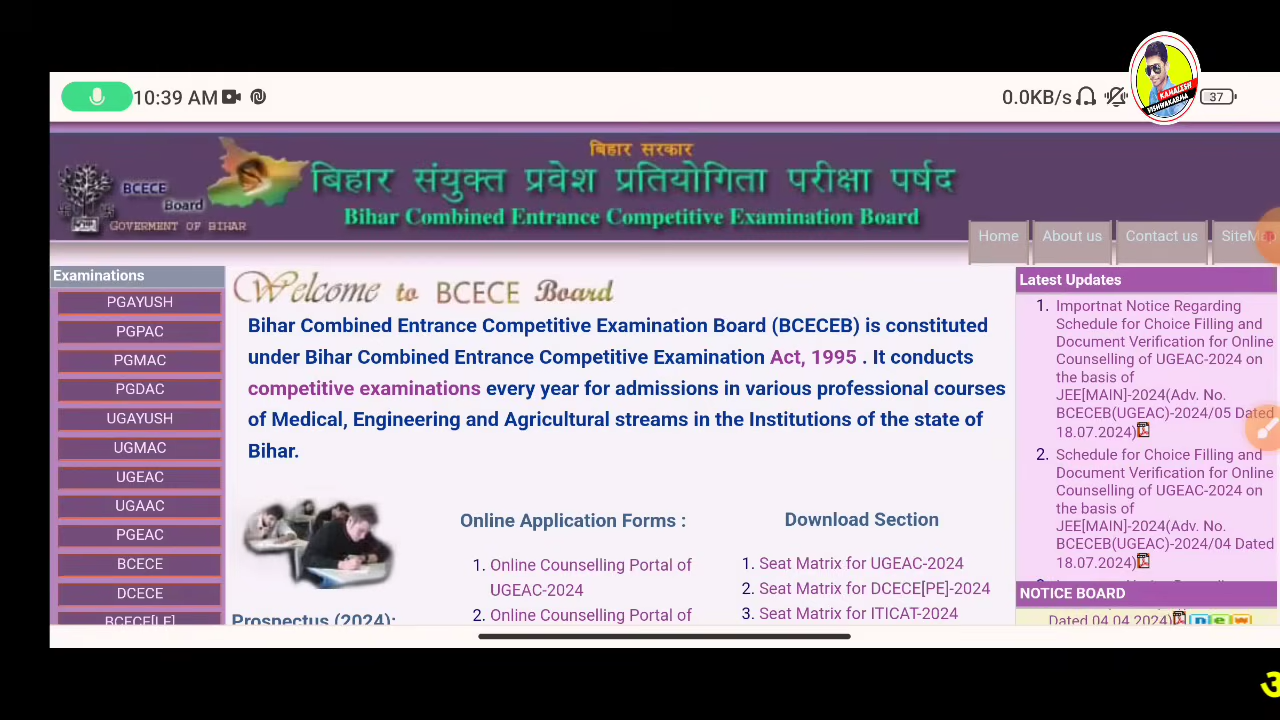 10:39 AM
0.0KB/s
37
KAMALESH
VISHWAKARMA
बिहार सरकार
बिहार संयुक्त प्रवेश प्रतियोगिता परीक्षा पर्षद
Bihar Combined Entrance Competitive Examination Board
BCECE
Board
GOVERMENT OF BIHAR
Home
About us
Contact us
Examinations
PGAYUSH
PGPAC
PGMAC
PGDAC
UGAYUSH
UGMAC
UGEAC
UGAAC
PGEAC
BCECE
DCECE
BCECE[LE]
Welcome to BCECE Board
Bihar Combined Entrance Competitive Examination Board (BCECEB) is constituted
under Bihar Combined Entrance Competitive Examination Act, 1995 . It conducts
competitive examinations every year for admissions in various professional courses
of Medical, Engineering and Agricultural streams in the Institutions of the state of
Bihar.
Prospectus (2024):
Online Application Forms :
1. Online Counselling Portal of
UGEAC-2024
2. Online Counselling Portal of
Download Section
1. Seat Matrix for UGEAC-2024
2. Seat Matrix for DCECE[PE]-2024
3. Seat Matrix for ITICAT-2024
Latest Updates
1. Importnat Notice Regarding
Schedule for Choice Filling and
Document Verification for Online
Counselling of UGEAC-2024 on
the basis of
JEE[MAIN]-2024(Adv. No.
BCECEB(UGEAC)-2024/05 Dated
18.07.2024)
2. Schedule for Choice Filling and
Document Verification for Online
Counselling of UGEAC-2024 on
the basis of
JEE[MAIN]-2024(Adv. No.
BCECEB(UGEAC)-2024/04 Dated
18.07.2024)
NOTICE BOARD
Dated 04.04.2024) new